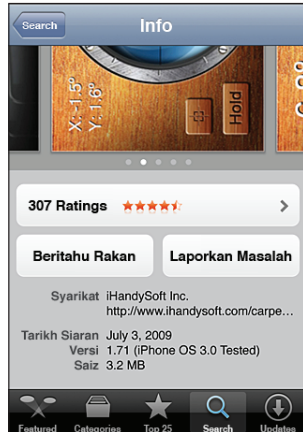 Search
Info
X:-1.5°
Y: 1.6°
Hold
307 Ratings
Beritahu Rakan
Laporkan Masalah
Syarikat iHandySoft Inc.
http://www.ihandysoft.com/carpe...
Tarikh Siaran July 3, 2009
Versi 1.71 (iPhone OS 3.0 Tested)
Saiz 3.2 MB
Featured Categories Top 25 Search Updates